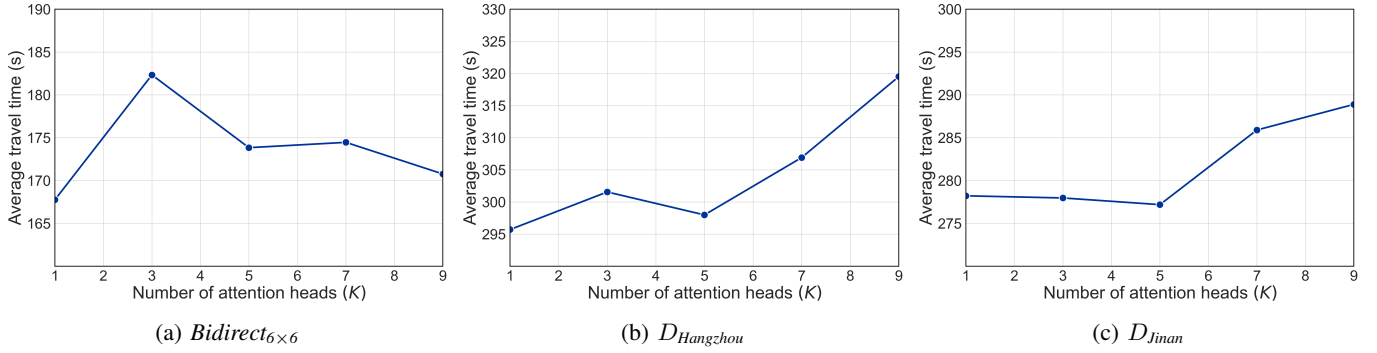 190
185
180
175
170
165
Average travel time (s)
1 2 3 4 5 6 7 8 9
Number of attention heads (K)
(a) Bidirect6×6
330
325
320
315
310
305
300
295
Average travel time (s)
1 2 3 4 5 6 7 8 9
Number of attention heads (K)
(b) DHangzhou
300
295
290
285
280
275
Average travel time (s)
1 2 3 4 5 6 7 8 9
Number of attention heads (K)
(c) DJinan